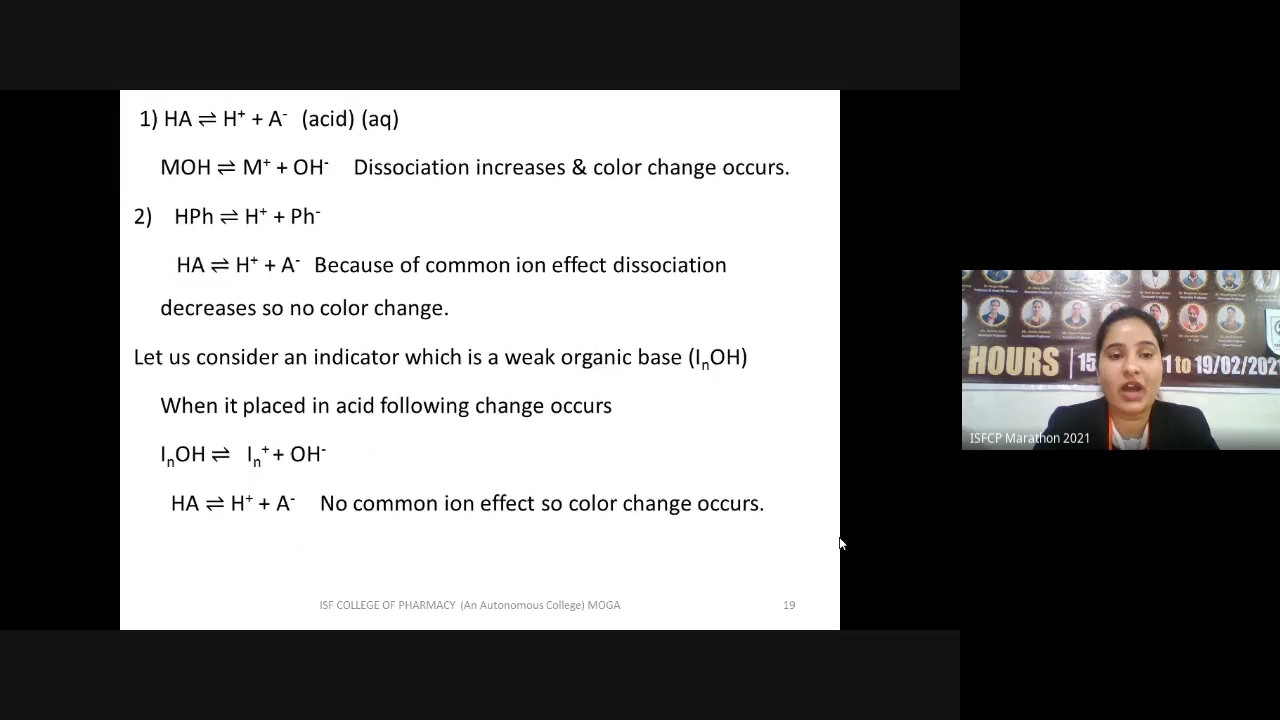 1) HA ⇌ H⁺ + A⁻ (acid) (aq)
MOH ⇌ M⁺ + OH⁻ Dissociation increases & color change occurs.
2) HPh ⇌ H⁺ + Ph⁻
HA ⇌ H⁺ + A⁻ Because of common ion effect dissociation
decreases so no color change.
Let us consider an indicator which is a weak organic base (IₙOH)
When it placed in acid following change occurs
IₙOH ⇌ Iₙ⁺ + OH⁻
HA ⇌ H⁺ + A⁻ No common ion effect so color change occurs.
ISF COLLEGE OF PHARMACY (An Autonomous College) MOGA 19
HOURS 15 1 to 19/02/2021
ISFCP Marathon 2021